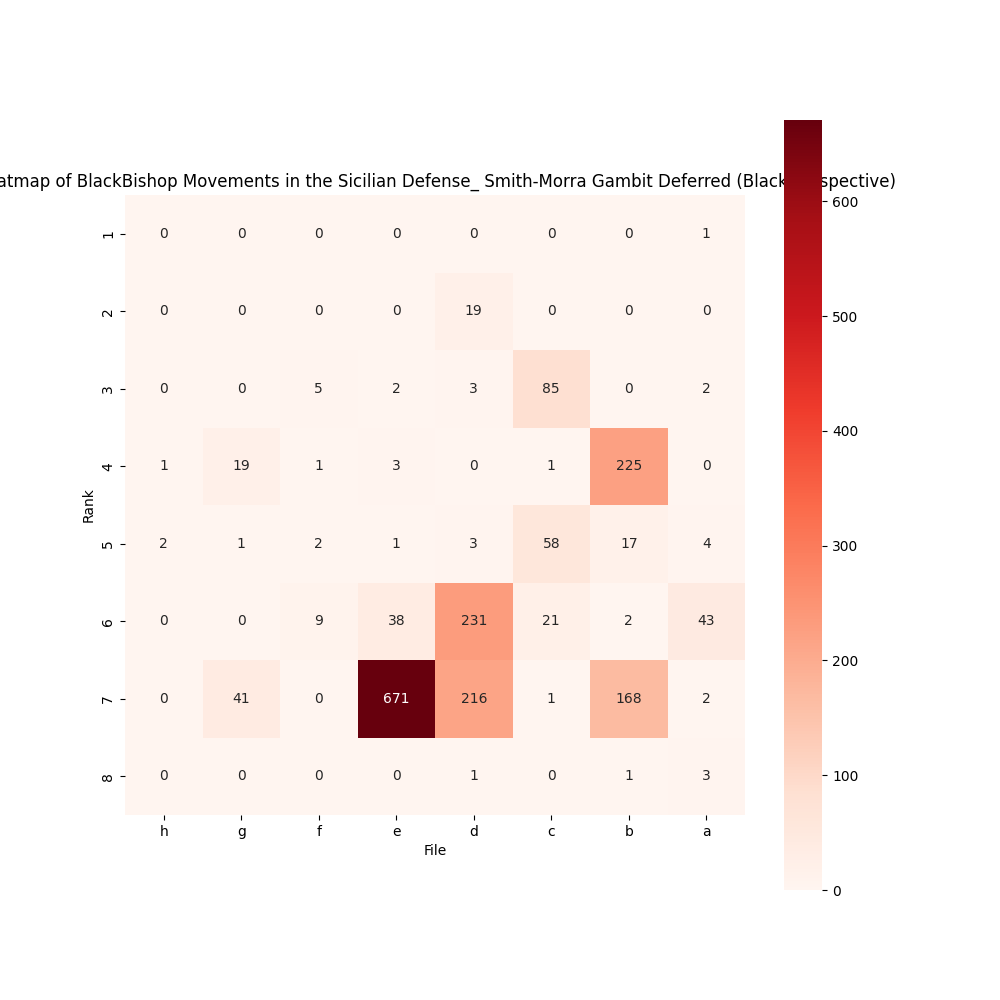 atmap of BlackBishop Movements in the Sicilian Defense_ Smith-Morra Gambit Deferred (Black spective)
Rank
1 0 0 0 0 0 0 0 1
2 0 0 0 0 19 0 0 0
3 0 0 5 2 3 85 0 2
4 1 19 1 3 0 1 225 0
5 2 1 2 1 3 58 17 4
6 0 0 9 38 231 21 2 43
7 0 41 0 671 216 1 168 2
8 0 0 0 0 1 0 1 3
h g f e d c b a
File
600
500
400
300
200
100
0